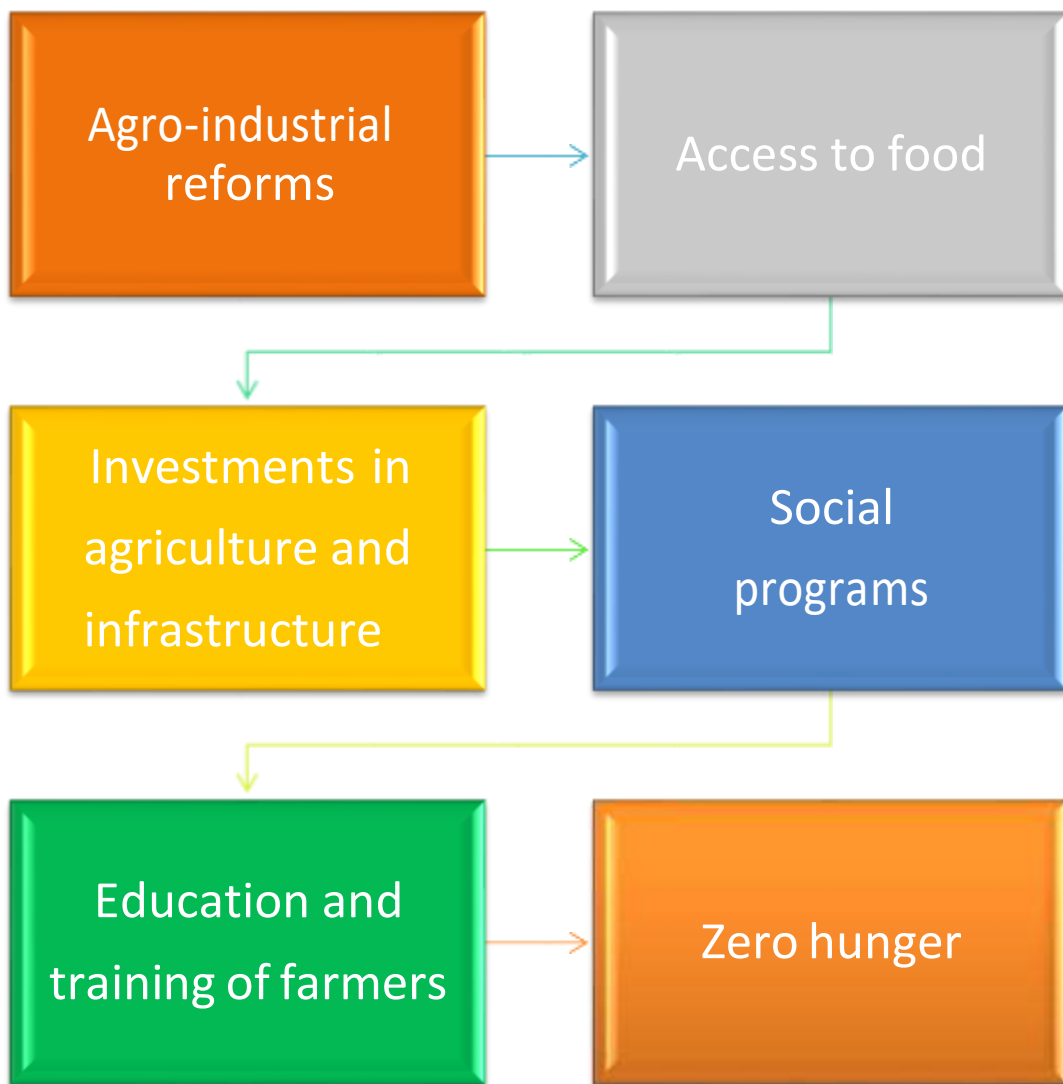 Agro-industrial
reforms
Access to food
Investments in
agriculture and
infrastructure
Social
programs
Education and
training of farmers
Zero hunger